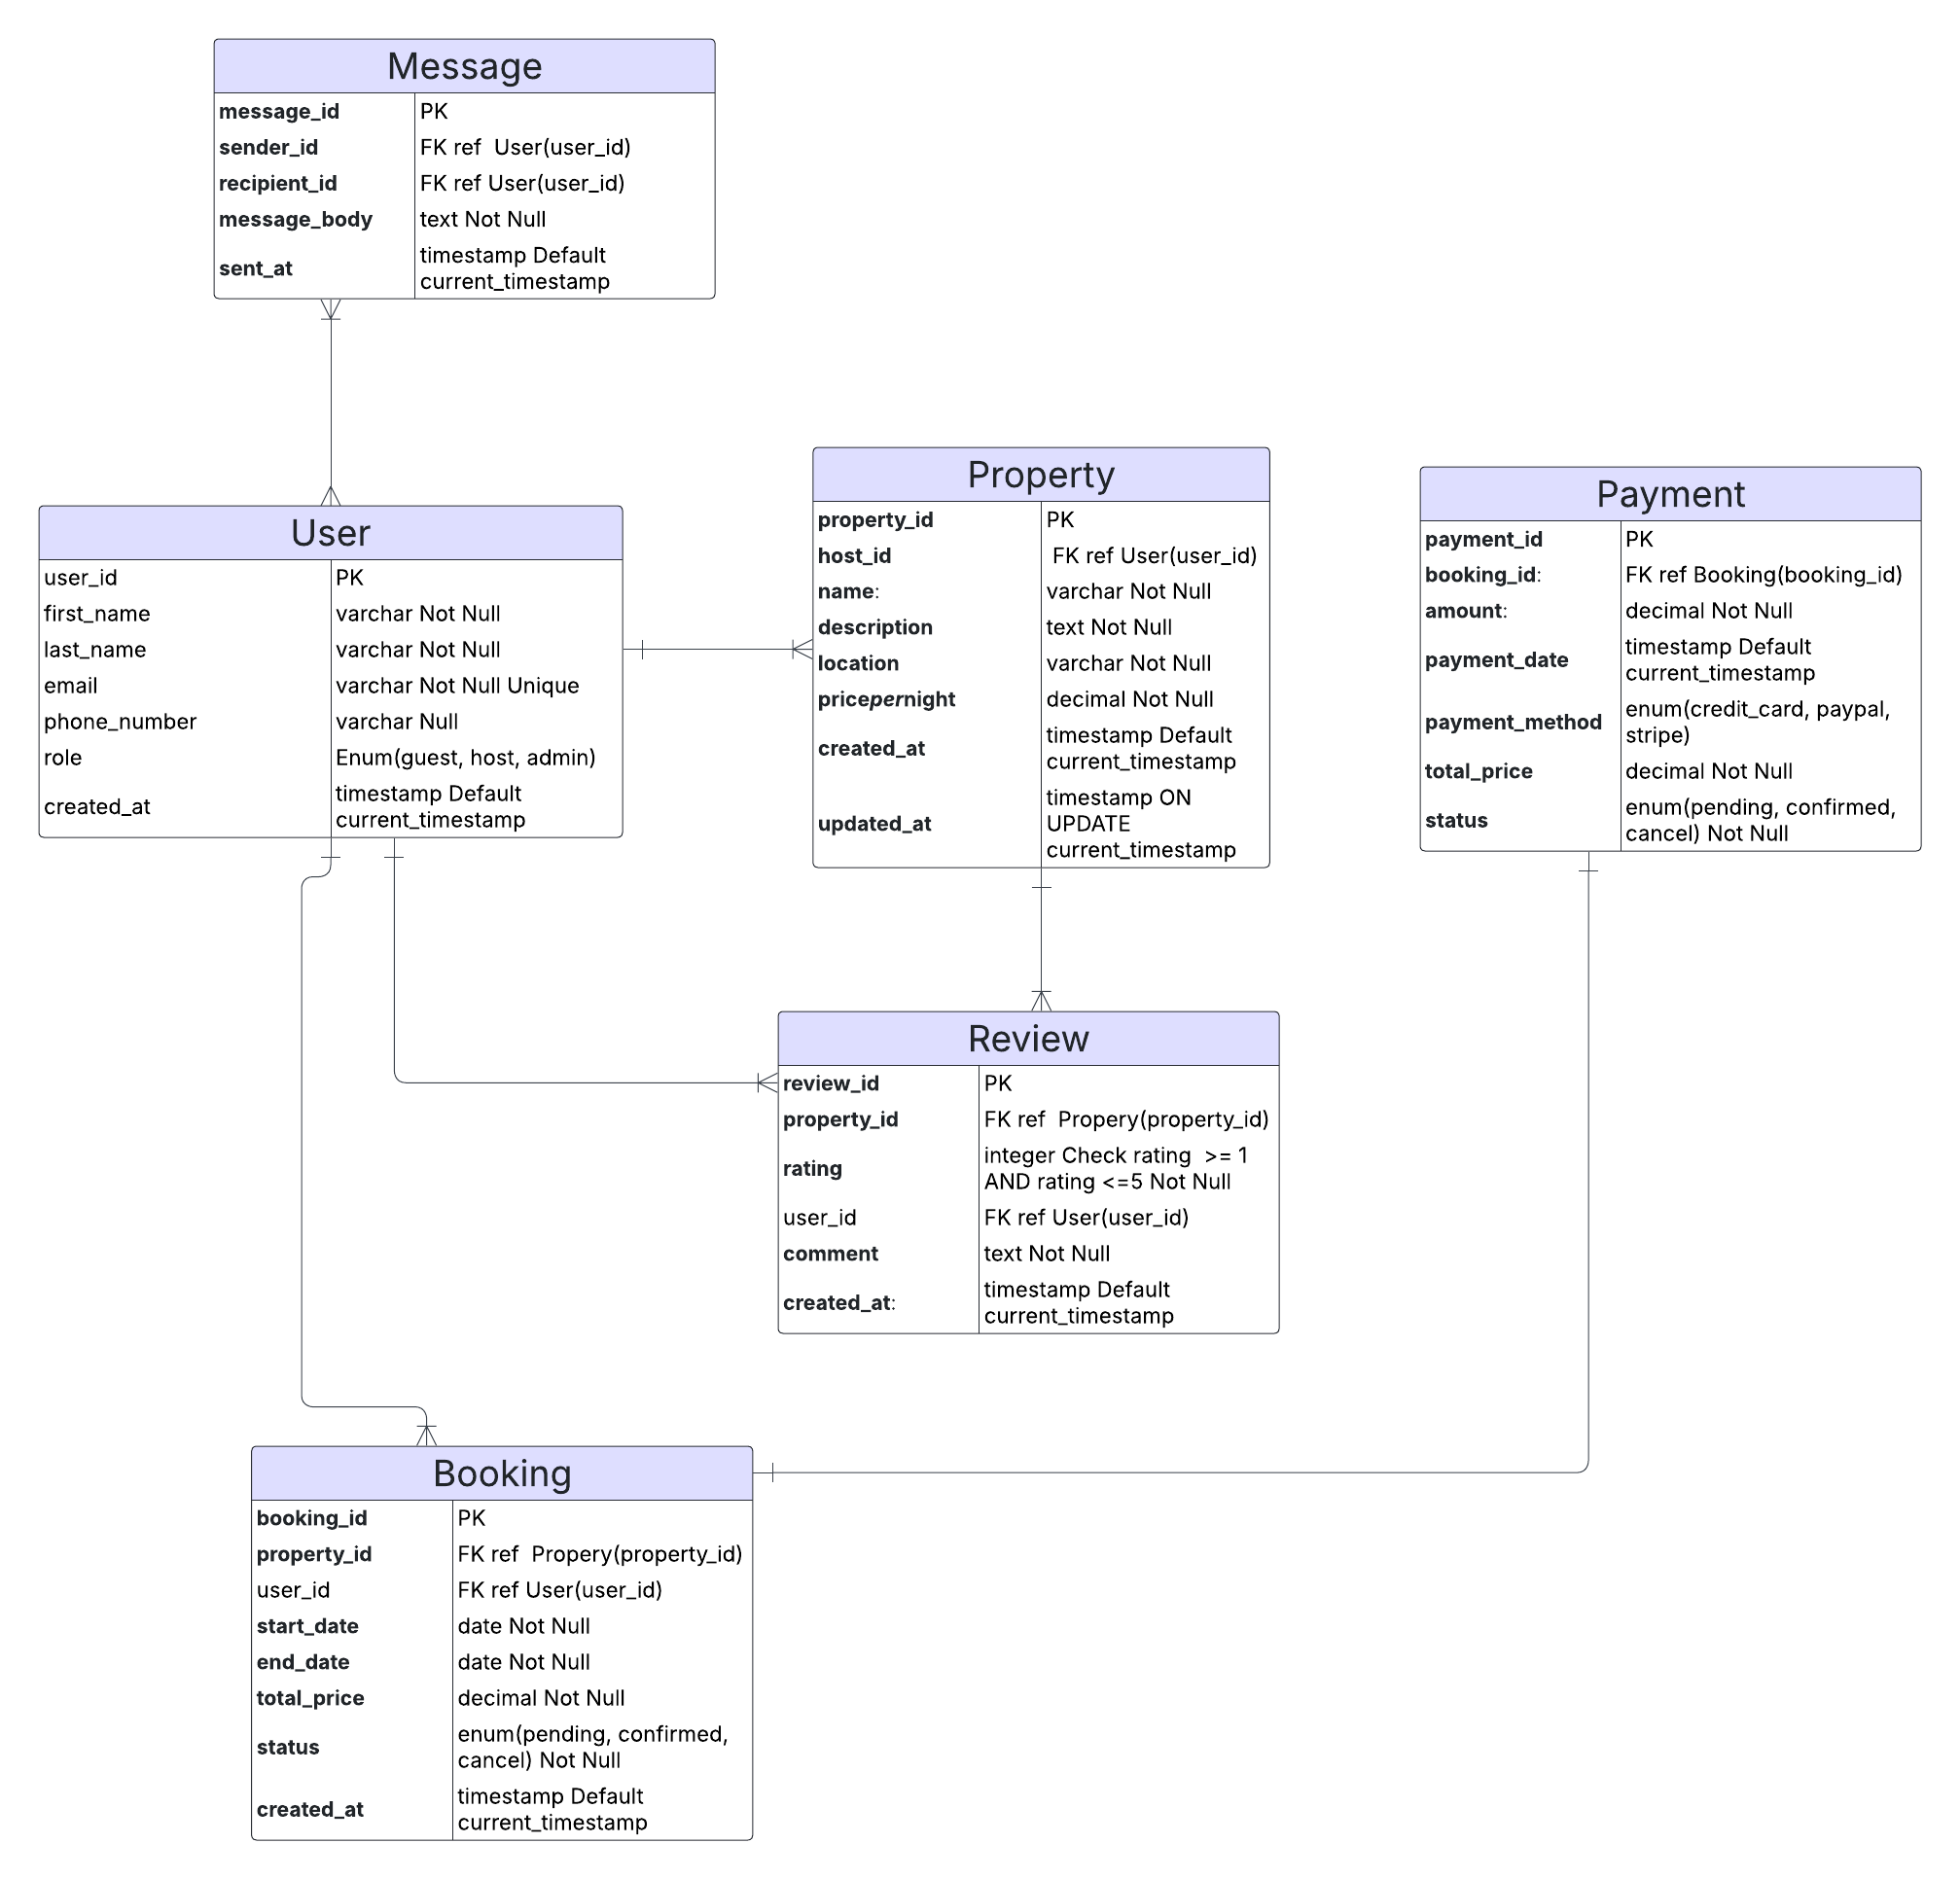 Message
message_id PK
sender_id FK ref  User(user_id)
recipient_id FK ref User(user_id)
message_body text Not Null
sent_at timestamp Default
current_timestamp
User
user_id PK
first_name varchar Not Null
last_name varchar Not Null
email varchar Not Null Unique
phone_number varchar Null
role Enum(guest, host, admin)
created_at timestamp Default
current_timestamp
Property
property_id PK
host_id FK ref User(user_id)
name: varchar Not Null
description text Not Null
location varchar Not Null
pricepernight decimal Not Null
created_at timestamp Default
current_timestamp
updated_at timestamp ON
UPDATE
current_timestamp
Payment
payment_id PK
booking_id: FK ref Booking(booking_id)
amount: decimal Not Null
payment_date timestamp Default
current_timestamp
payment_method enum(credit_card, paypal,
stripe)
total_price decimal Not Null
status enum(pending, confirmed,
cancel) Not Null
Review
review_id PK
property_id FK ref  Propery(property_id)
rating integer Check rating  >= 1
AND rating <=5 Not Null
user_id FK ref User(user_id)
comment text Not Null
created_at: timestamp Default
current_timestamp
Booking
booking_id PK
property_id FK ref  Propery(property_id)
user_id FK ref User(user_id)
start_date date Not Null
end_date date Not Null
total_price decimal Not Null
status enum(pending, confirmed,
cancel) Not Null
created_at timestamp Default
current_timestamp